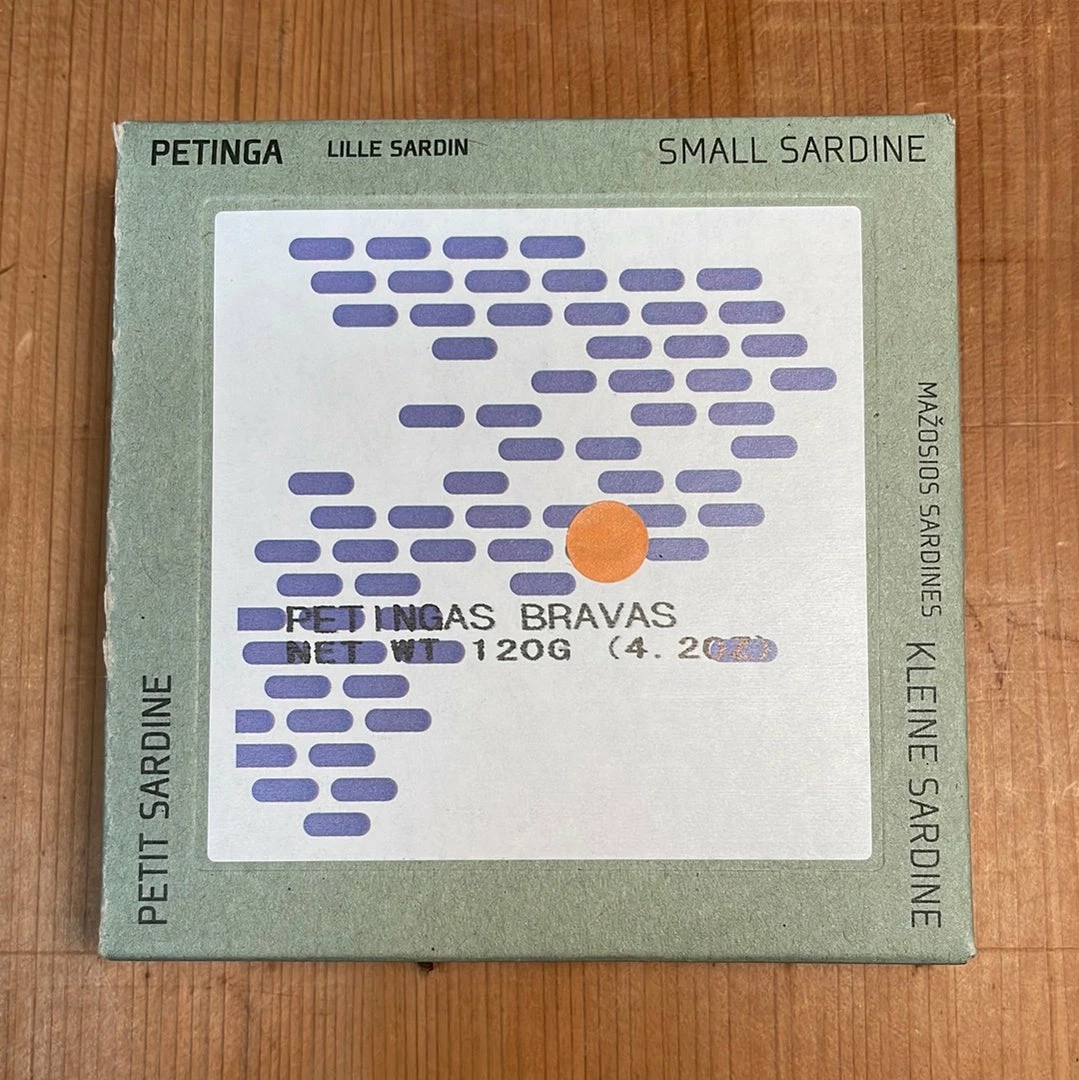 PETINGA
LILLE SARDIN
SMALL SARDINE
PETINGAS BRAVAS
NET WT 120G (4.2OZ)
PETIT SARDINE
MAŽOSIOS SARDINES
KLEINE SARDINE